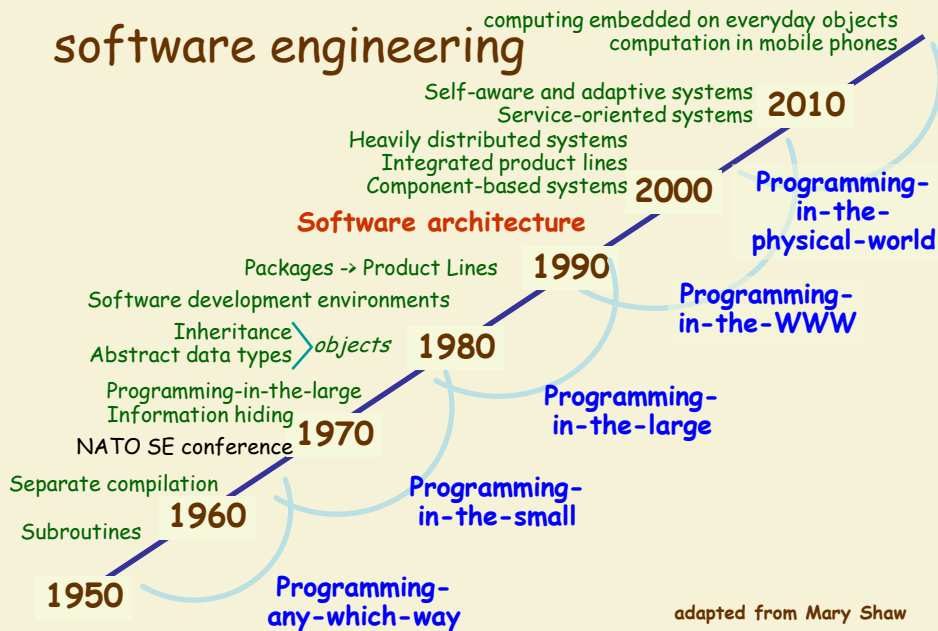 software engineering
computing embedded on everyday objects
computation in mobile phones
Self-aware and adaptive systems
Service-oriented systems
2010
Heavily distributed systems
Integrated product lines
Component-based systems
2000
Programming-
in-the-
physical-world
Software architecture
Packages -> Product Lines
1990
Programming-
in-the-WWW
Software development environments
Inheritance
Abstract data types
objects
1980
Programming-in-the-large
Information hiding
Programming-
in-the-large
NATO SE conference
1970
Separate compilation
Programming-
in-the-small
1960
Subroutines
1950
Programming-
any-which-way
adapted from Mary Shaw